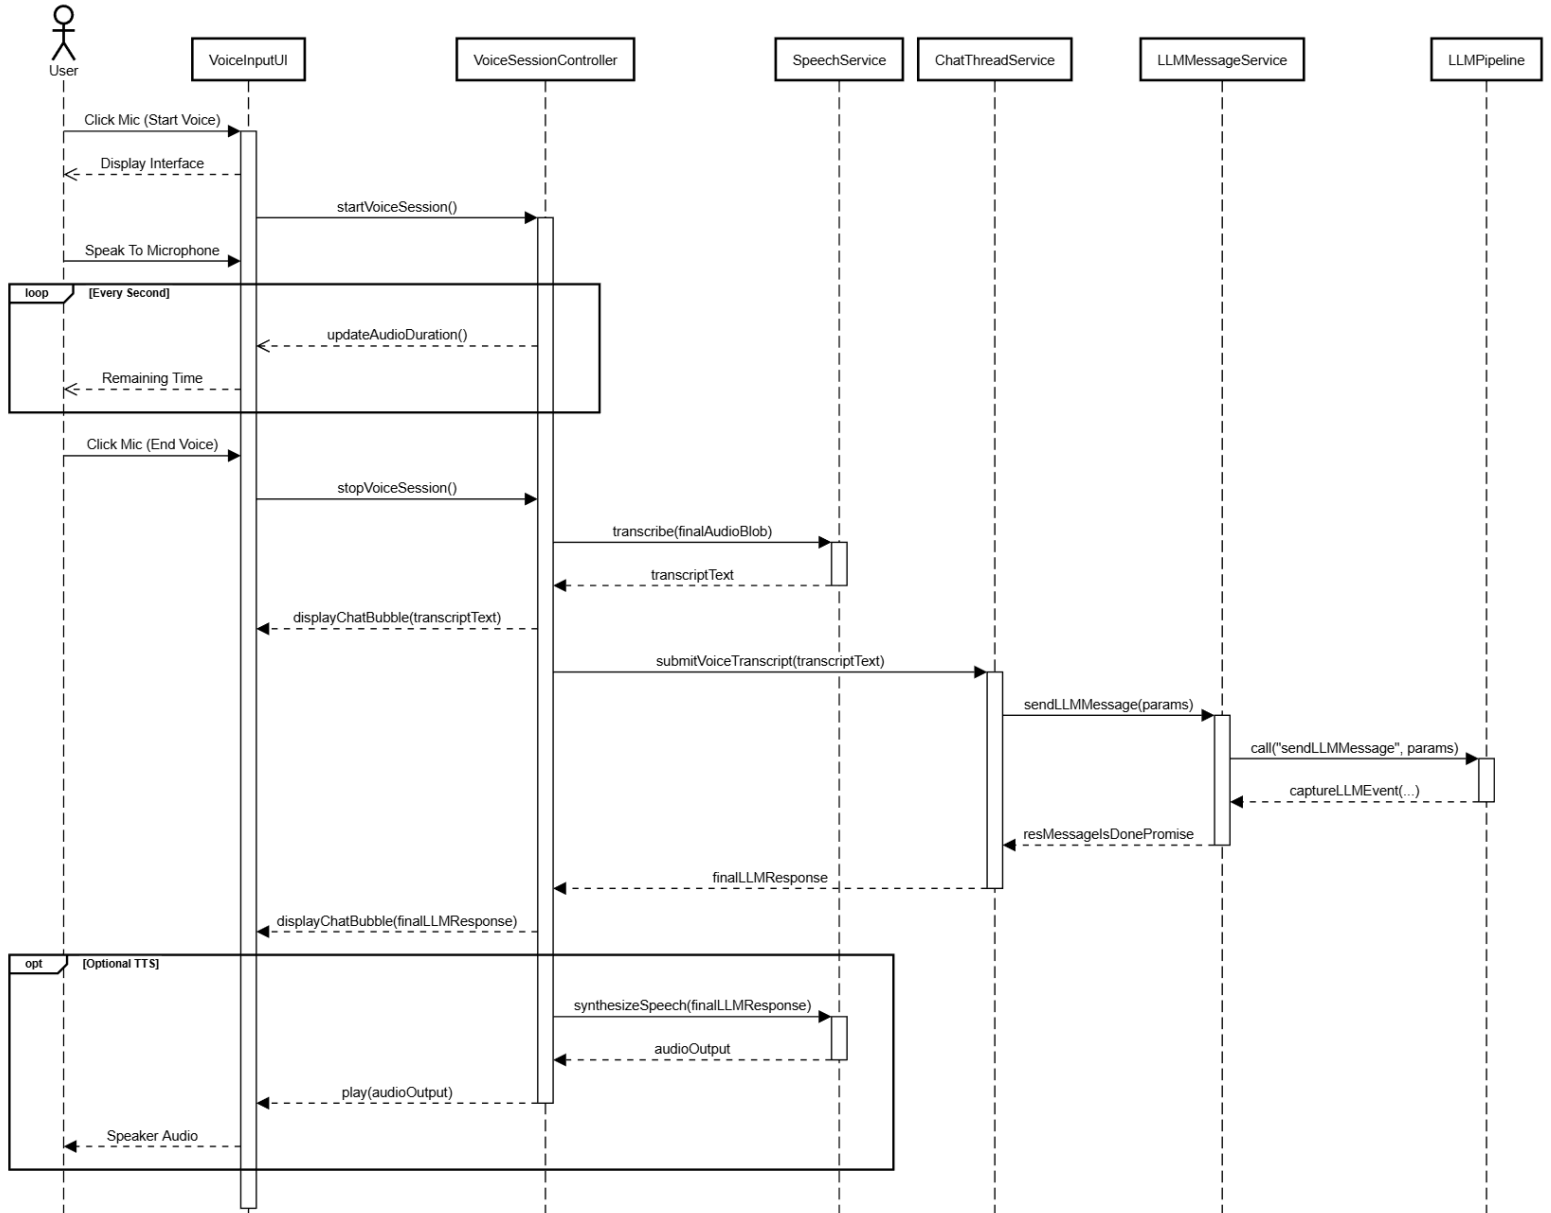 User
VoiceInputUI
VoiceSessionController
SpeechService
ChatThreadService
LLMMessageService
LLMPipeline
Click Mic (Start Voice)
Display Interface
startVoiceSession()
Speak To Microphone
loop
[Every Second]
updateAudioDuration()
Remaining Time
Click Mic (End Voice)
stopVoiceSession()
transcribe(finalAudioBlob)
transcriptText
displayChatBubble(transcriptText)
submitVoiceTranscript(transcriptText)
sendLLMMessage(params)
call("sendLLMMessage", params)
captureLLMEvent(...)
resMessageIsDonePromise
finalLLMResponse
displayChatBubble(finalLLMResponse)
opt
[Optional TTS]
synthesizeSpeech(finalLLMResponse)
audioOutput
play(audioOutput)
Speaker Audio